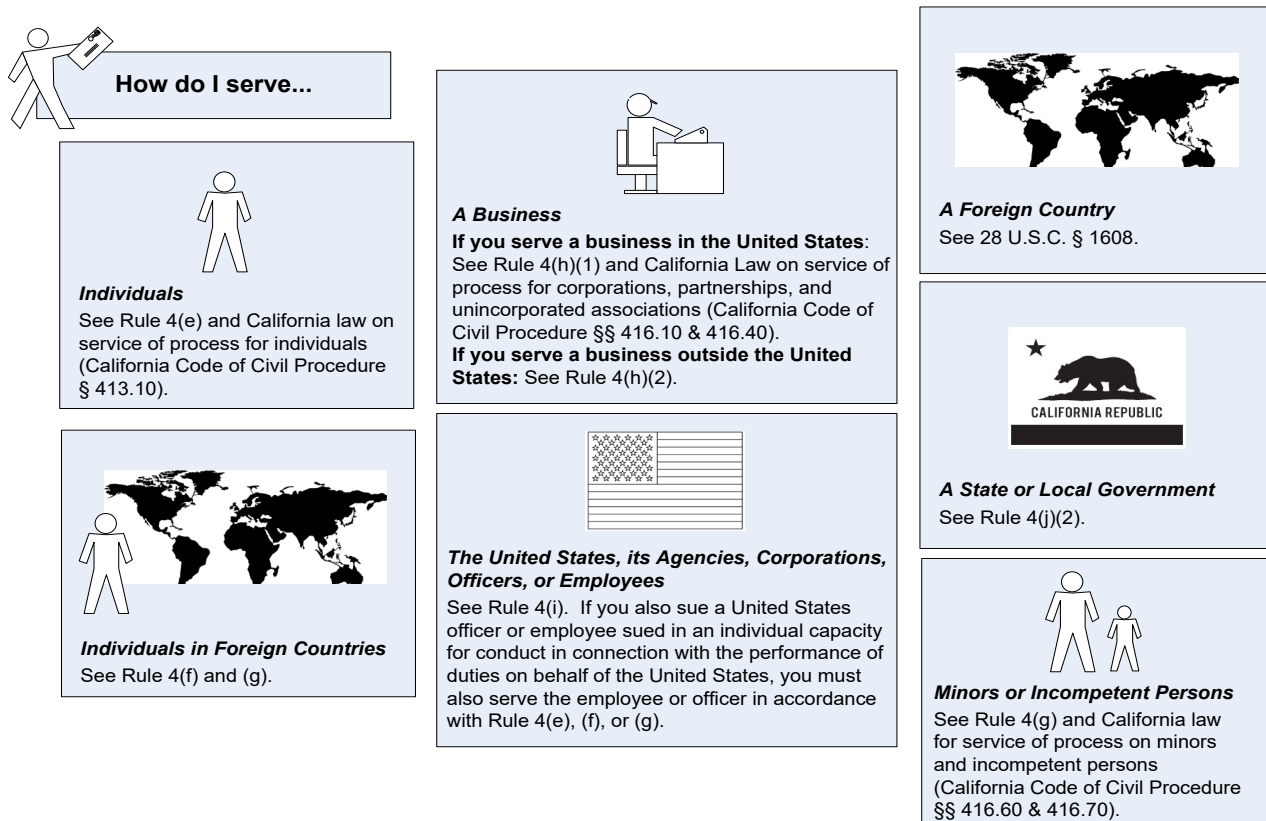 How do I serve...
Individuals
See Rule 4(e) and California law on
service of process for individuals
(California Code of Civil Procedure
§ 413.10).
Individuals in Foreign Countries
See Rule 4(f) and (g).
A Business
If you serve a business in the United States:
See Rule 4(h)(1) and California Law on service of
process for corporations, partnerships, and
unincorporated associations (California Code of
Civil Procedure §§ 416.10 & 416.40).
If you serve a business outside the United
States: See Rule 4(h)(2).
The United States, its Agencies, Corporations,
Officers, or Employees
See Rule 4(i).  If you also sue a United States
officer or employee sued in an individual capacity
for conduct in connection with the performance of
duties on behalf of the United States, you must
also serve the employee or officer in accordance
with Rule 4(e), (f), or (g).
A Foreign Country
See 28 U.S.C. § 1608.
CALIFORNIA REPUBLIC
A State or Local Government
See Rule 4(j)(2).
Minors or Incompetent Persons
See Rule 4(g) and California law
for service of process on minors
and incompetent persons
(California Code of Civil Procedure
§§ 416.60 & 416.70).